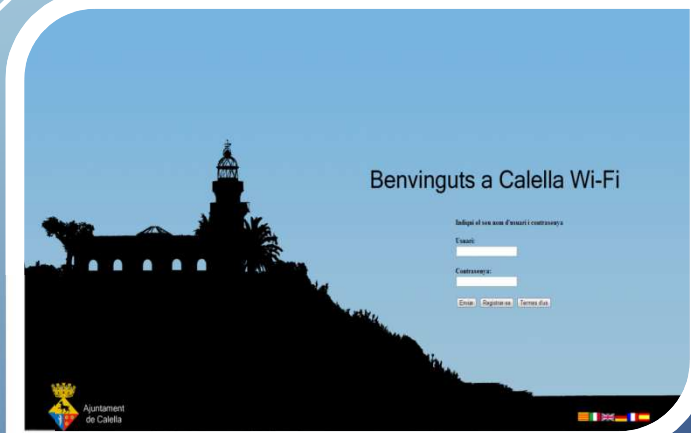 Benvinguts a Calella Wi-Fi
Indiqui el seu nom d'usuari i contrasenya
Usuari:
Contrasenya:
Enviar Registrar-se Termes d'us
Ajuntament
de Calella